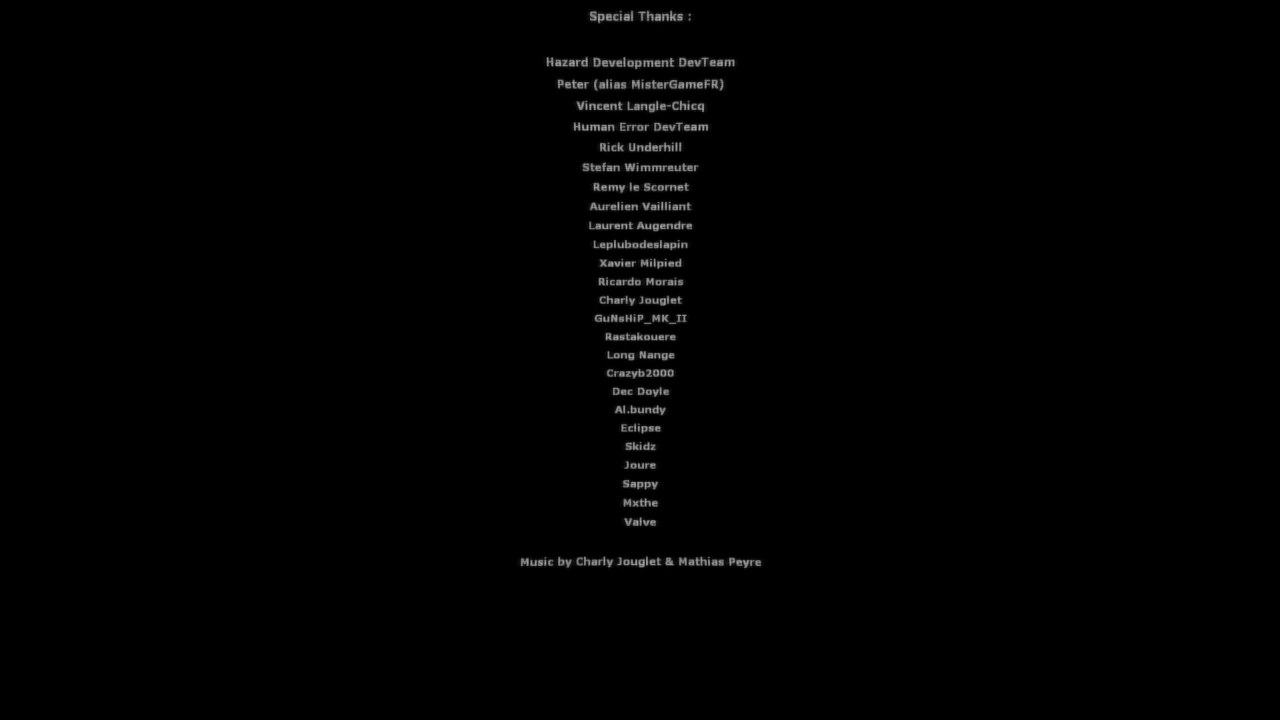 Special Thanks :
Hazard Development DevTeam
Peter (alias MisterGameFR)
Vincent Langle-Chicq
Human Error DevTeam
Rick Underhill
Stefan Wimmreuter
Remy le Scornet
Aurelien Vailliant
Laurent Augendre
Leplubodeslapin
Xavier Milpied
Ricardo Morais
Charly Jouglet
GuNsHiP_MK_II
Rastakouere
Long Nange
Crazyb2000
Dec Doyle
Al.bundy
Eclipse
Skidz
Joure
Sappy
Mxthe
Valve
Music by Charly Jouglet & Mathias Peyre